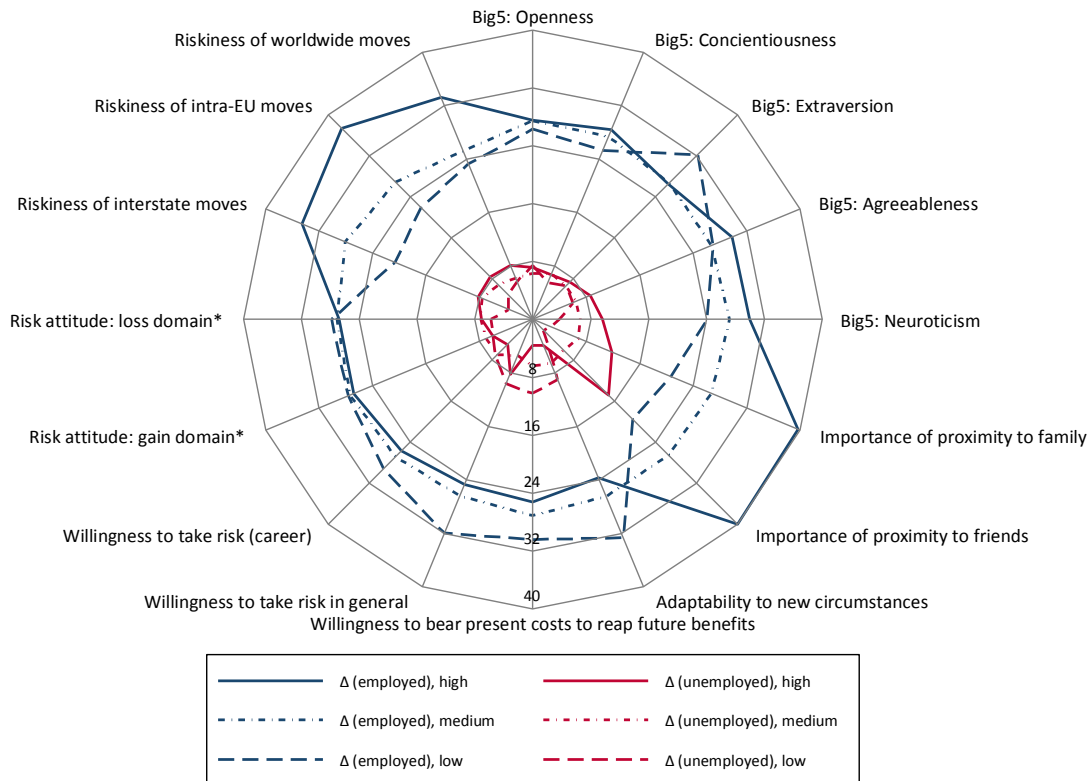 Big5: Openness
Riskiness of worldwide moves
Big5: Concientiousness
Riskiness of intra-EU moves
Big5: Extraversion
Riskiness of interstate moves
Big5: Agreeableness
Risk attitude: loss domain*
Big5: Neuroticism
8
16
Risk attitude: gain domain*
Importance of proximity to family
24
Willingness to take risk (career)
Importance of proximity to friends
32
Willingness to take risk in general
40
Adaptability to new circumstances
Willingness to bear present costs to reap future benefits
Δ (employed), high
Δ (unemployed), high
Δ (employed), medium
Δ (unemployed), medium
Δ (employed), low
Δ (unemployed), low